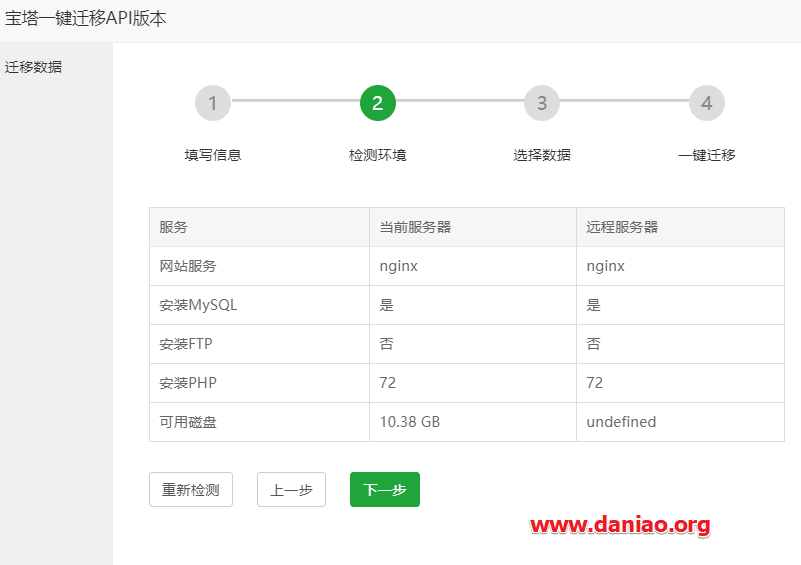 宝塔一键迁移API版本
迁移数据
1 2 3 4
填写信息 检测环境 选择数据 一键迁移
服务 当前服务器 远程服务器
网站服务 nginx nginx
安装MySQL 是 是
安装FTP 否 否
安装PHP 72 72
可用磁盘 10.38 GB undefined
重新检测 上一步 下一步
www.daniao.org